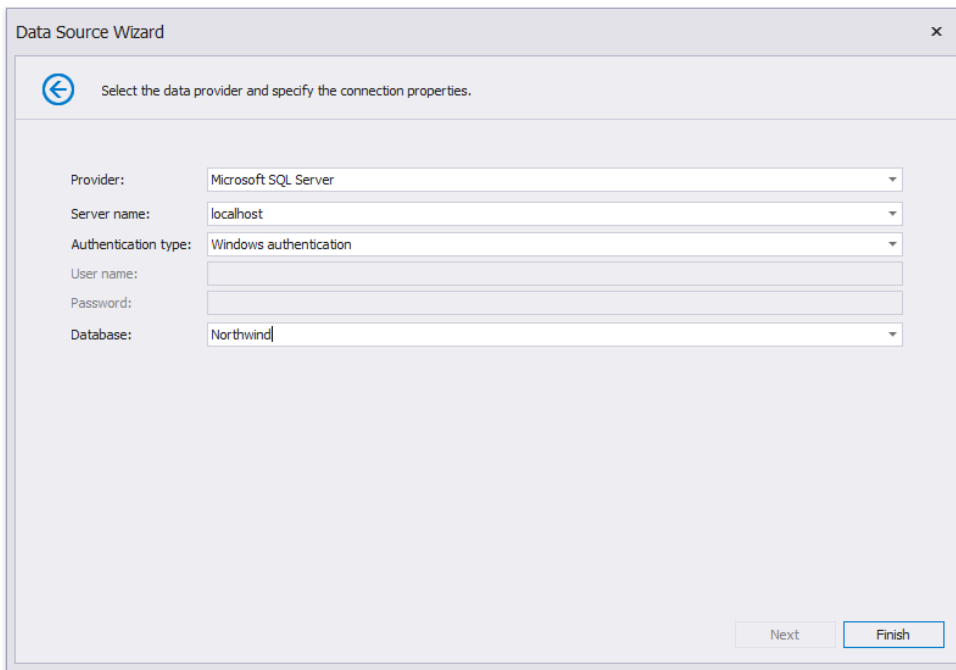 Data Source Wizard
Select the data provider and specify the connection properties.
Provider: Microsoft SQL Server
Server name: localhost
Authentication type: Windows authentication
User name:
Password:
Database: Northwind
Next Finish